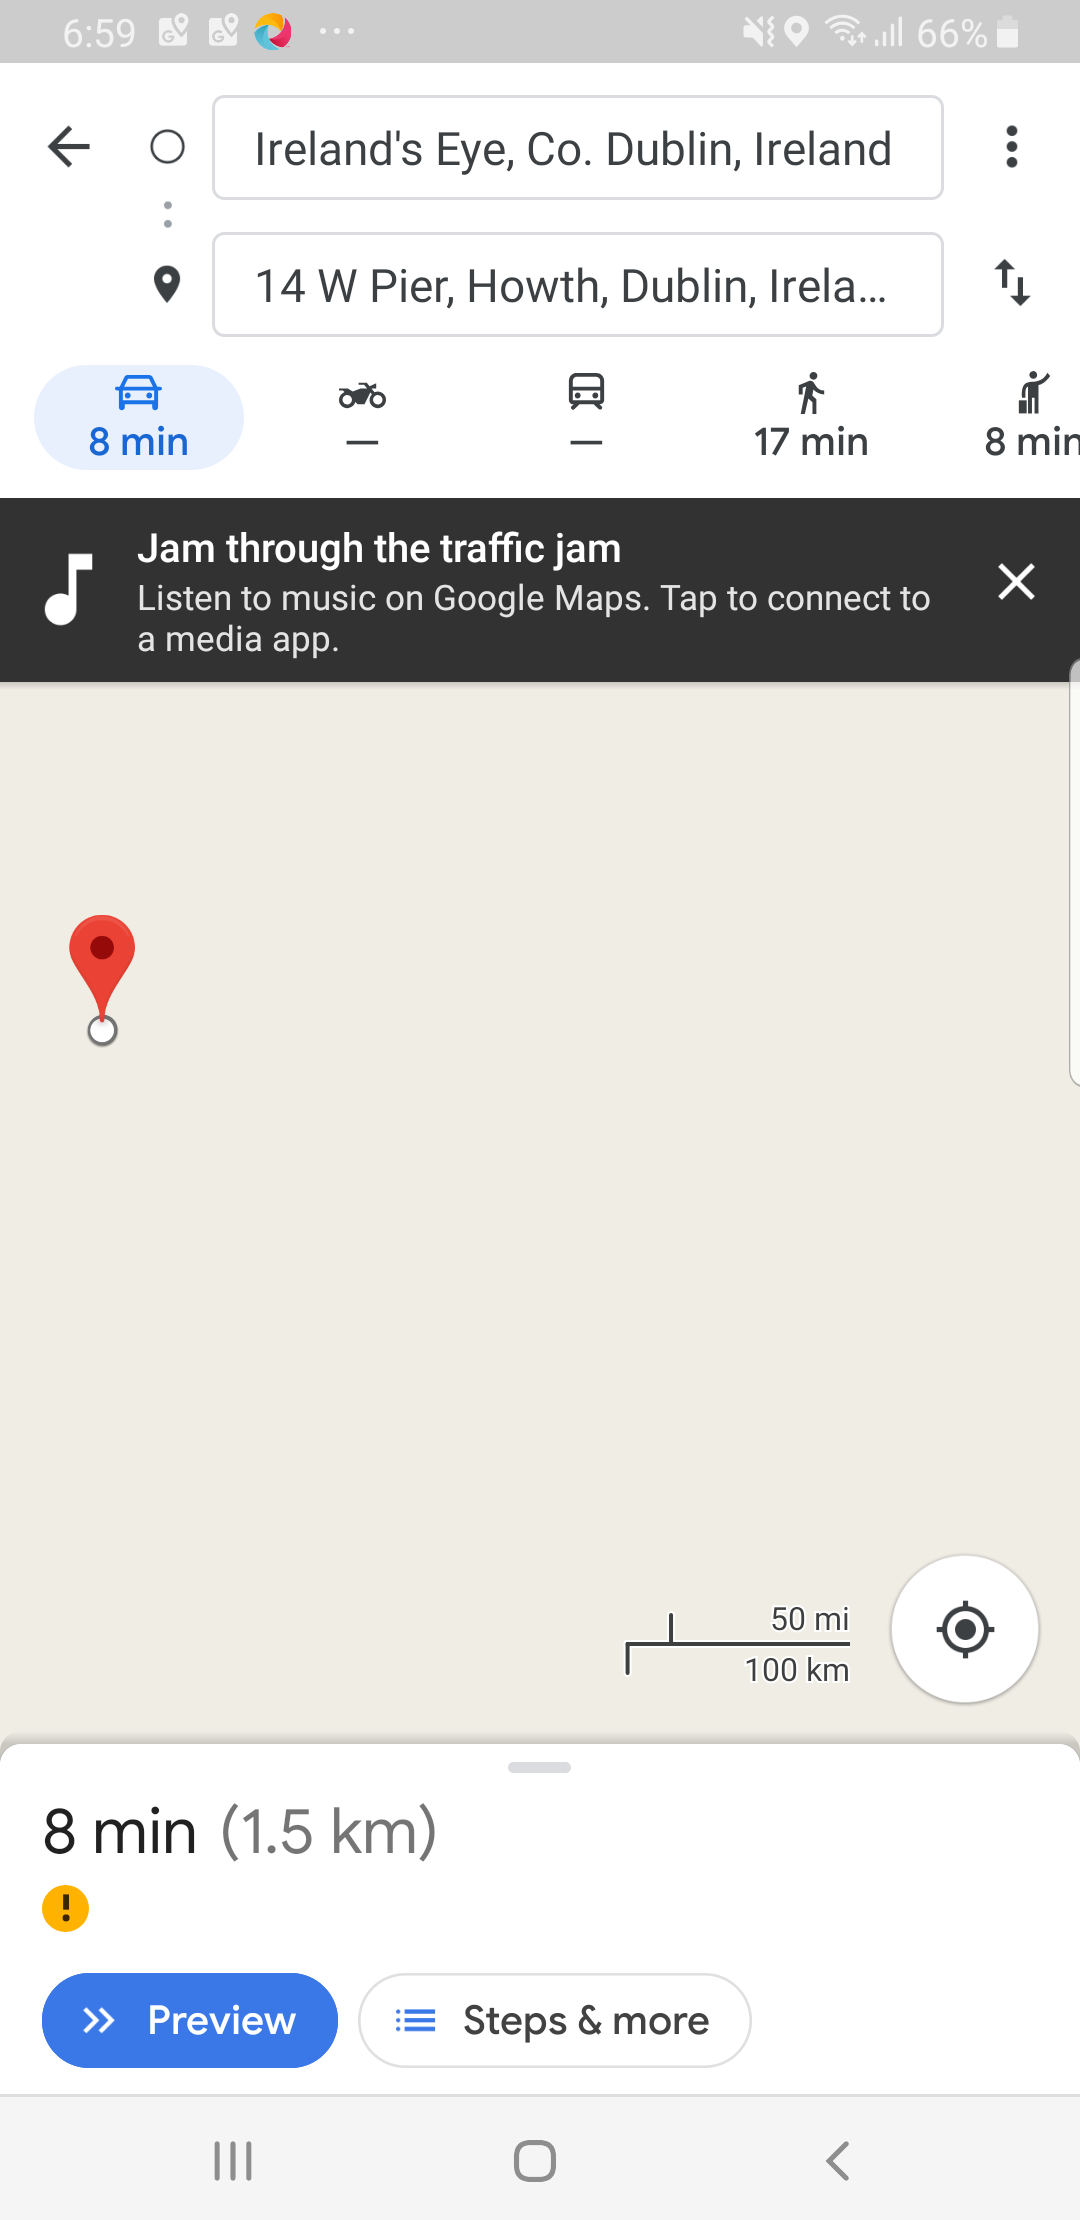 6:59
66%
Ireland's Eye, Co. Dublin, Ireland
14 W Pier, Howth, Dublin, Irela...
8 min
—
—
17 min
8 min
Jam through the traffic jam
Listen to music on Google Maps. Tap to connect to
a media app.
50 mi
100 km
8 min (1.5 km)
Preview
Steps & more